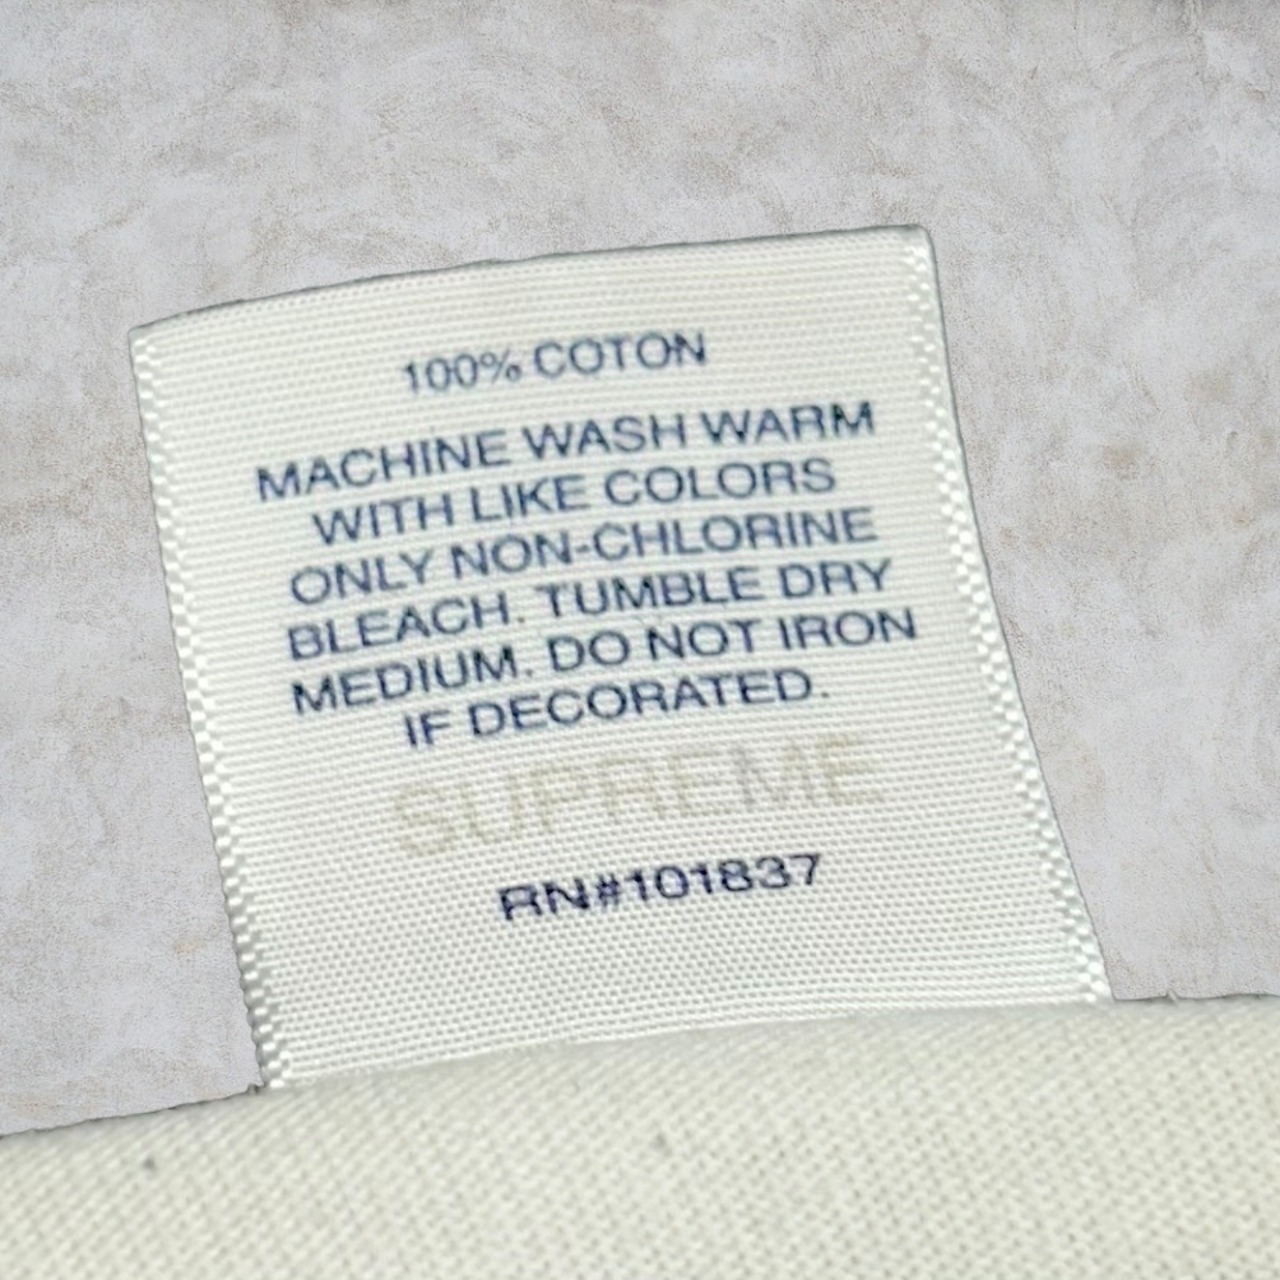 100% COTON
MACHINE WASH WARM
WITH LIKE COLORS
ONLY NON-CHLORINE
BLEACH. TUMBLE DRY
MEDIUM. DO NOT IRON
IF DECORATED.
SUPREME
RN#101837